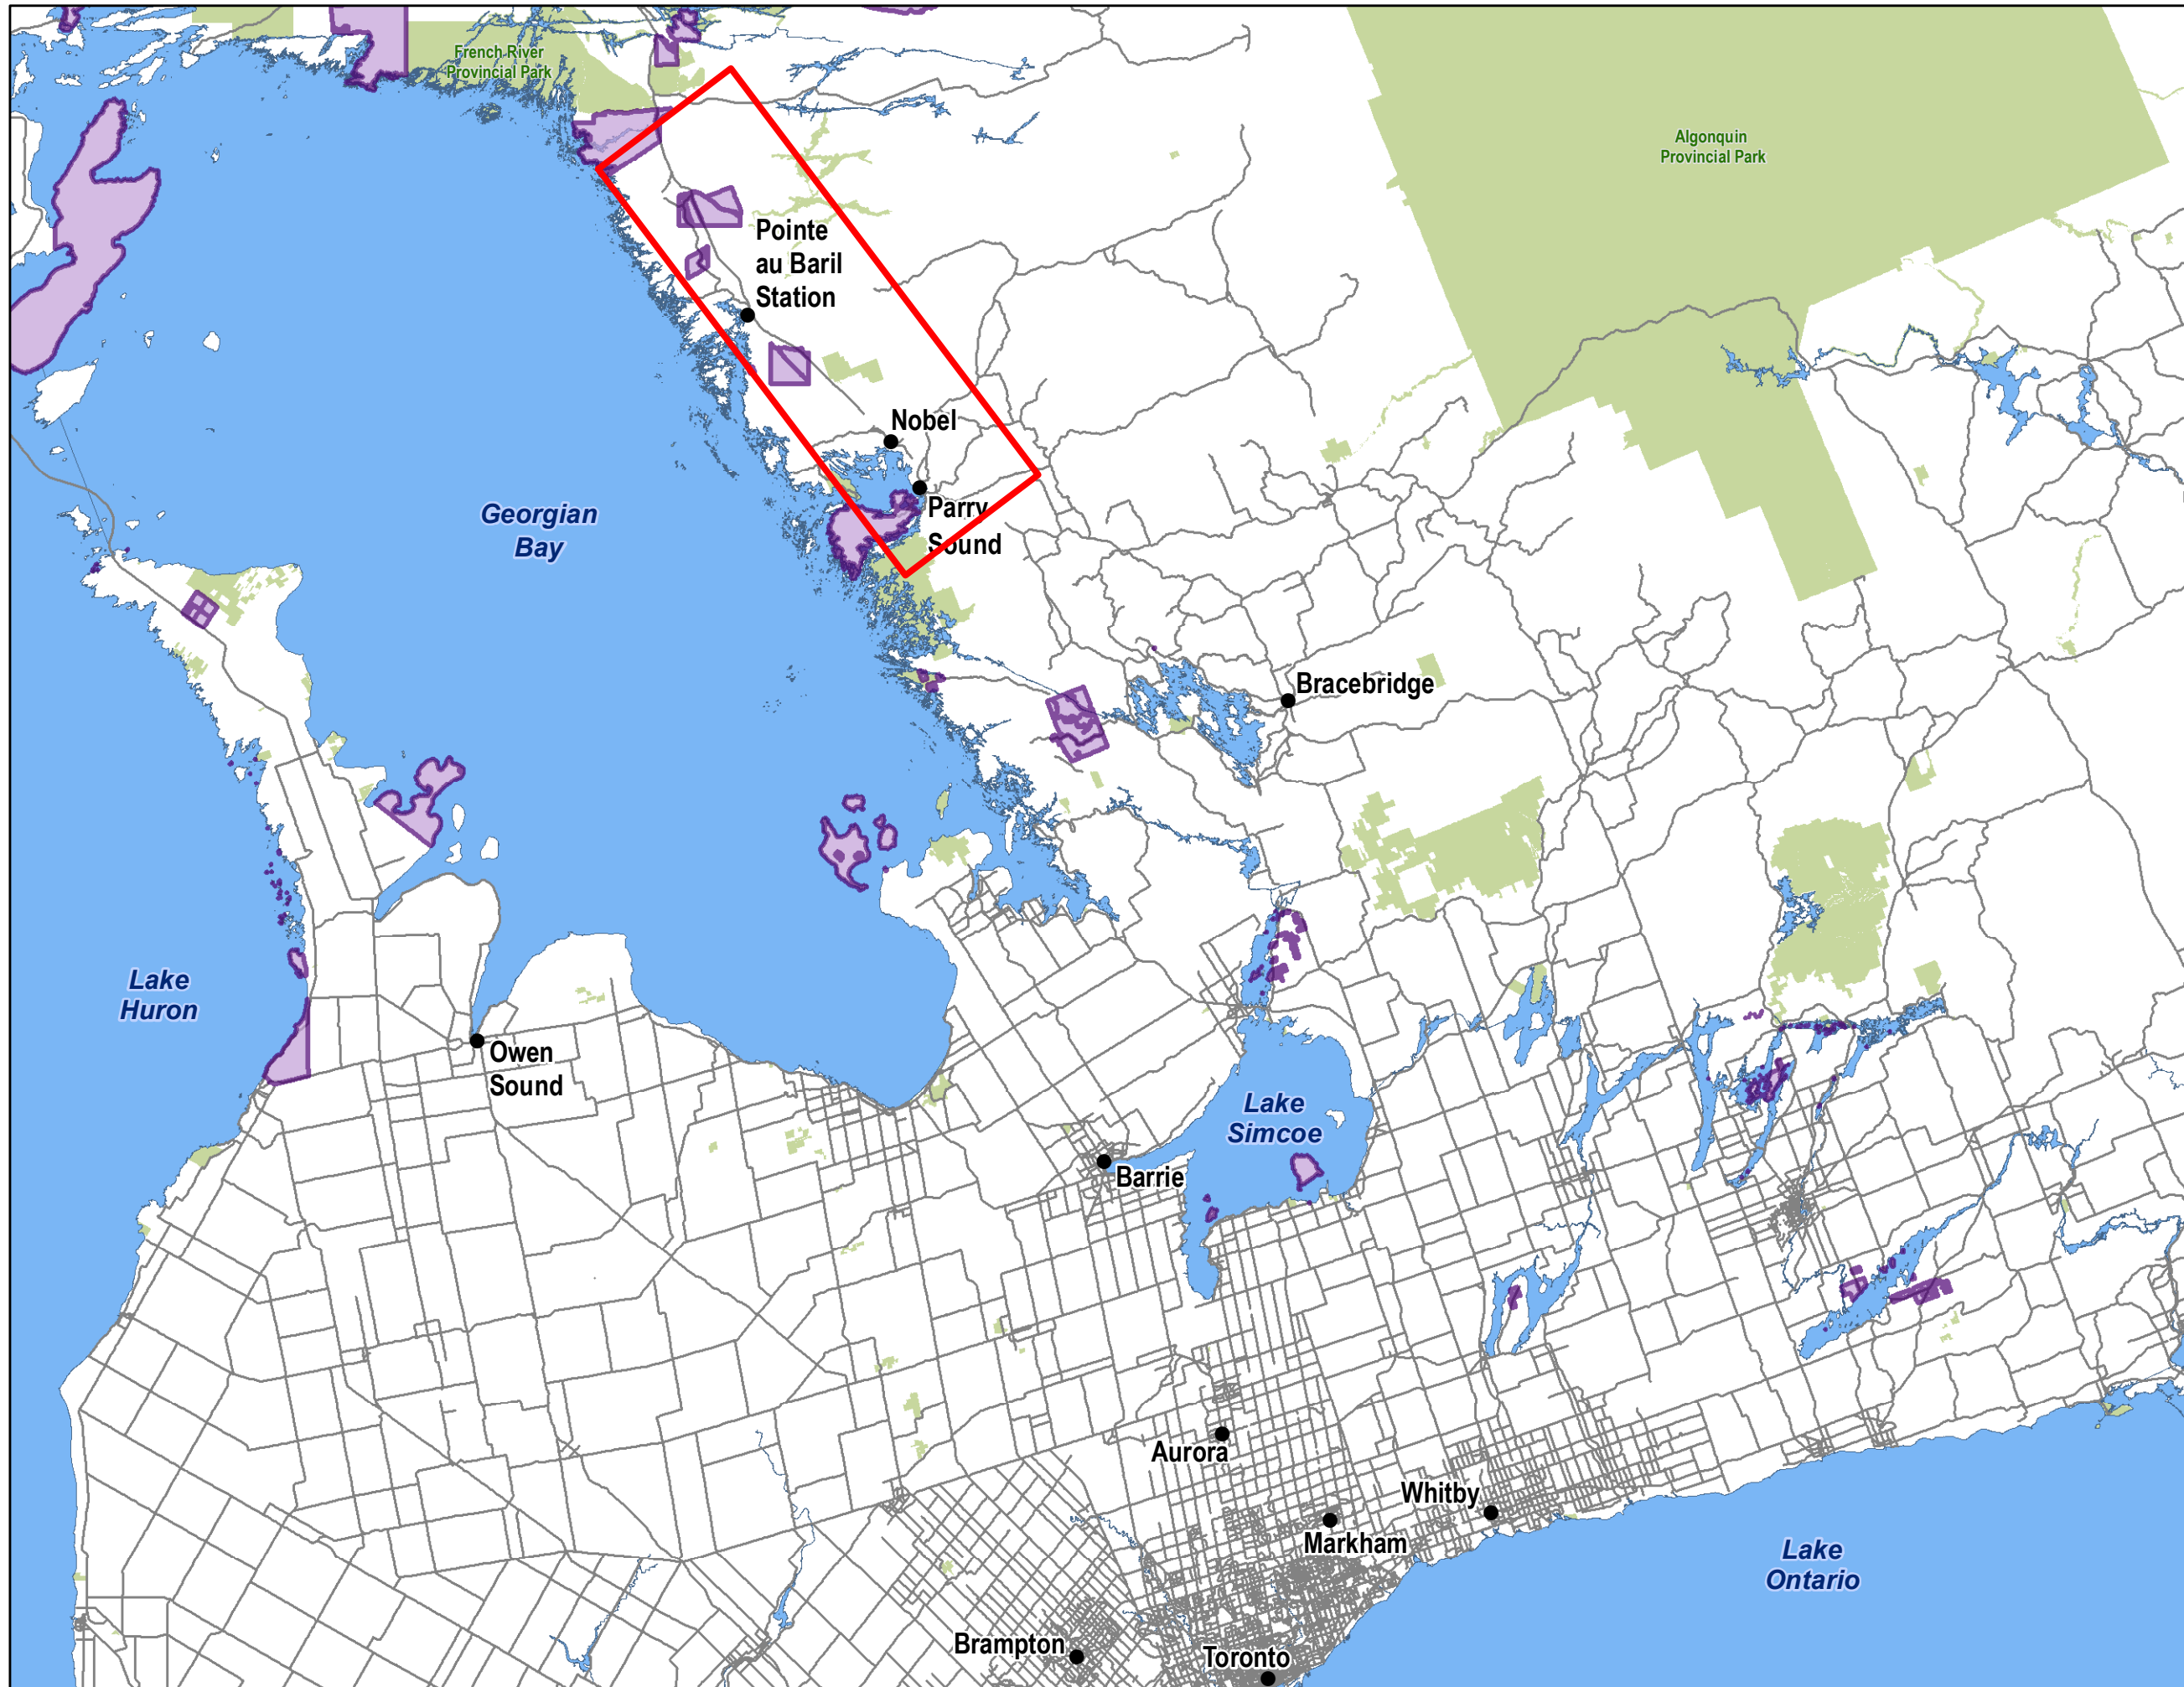 French River
Provincial Park
Algonquin
Provincial Park
Pointe
au Baril
Station
Nobel
Georgian
Bay
Parry
Sound
Bracebridge
Lake
Huron
Owen
Sound
Lake
Simcoe
Barrie
Aurora
Whitby
Markham
Lake
Ontario
Brampton
Toronto